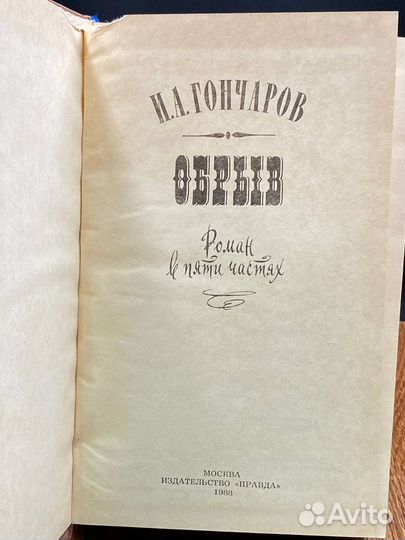 И.А.ГОНЧАРОВ
ОБРЫВ
Роман
в пяти частях
МОСКВА
ИЗДАТЕЛЬСТВО «ПРАВДА»
1988
Avito